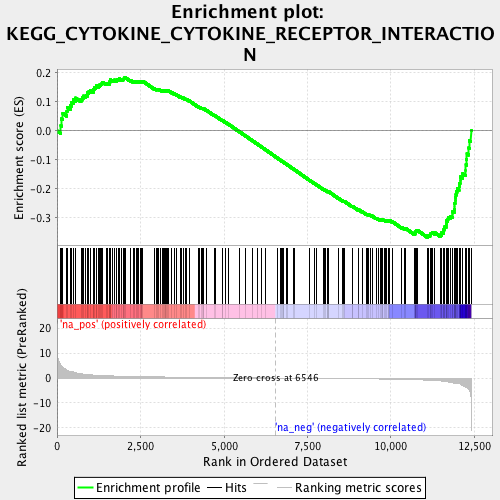 Enrichment plot:
KEGG_CYTOKINE_CYTOKINE_RECEPTOR_INTERACTIO
N
Enrichment score (ES)
0.2
0.1
0.0
-0.1
-0.2
-0.3
'na_pos' (positively correlated)
Ranked list metric (PreRanked)
20
10
0
-10
-20
Zero cross at 6546
'na_neg' (negatively correlated)
0
2,500
5,000
7,500
10,000
12,500
Rank in Ordered Dataset
Enrichment profile
Hits
Ranking metric scores